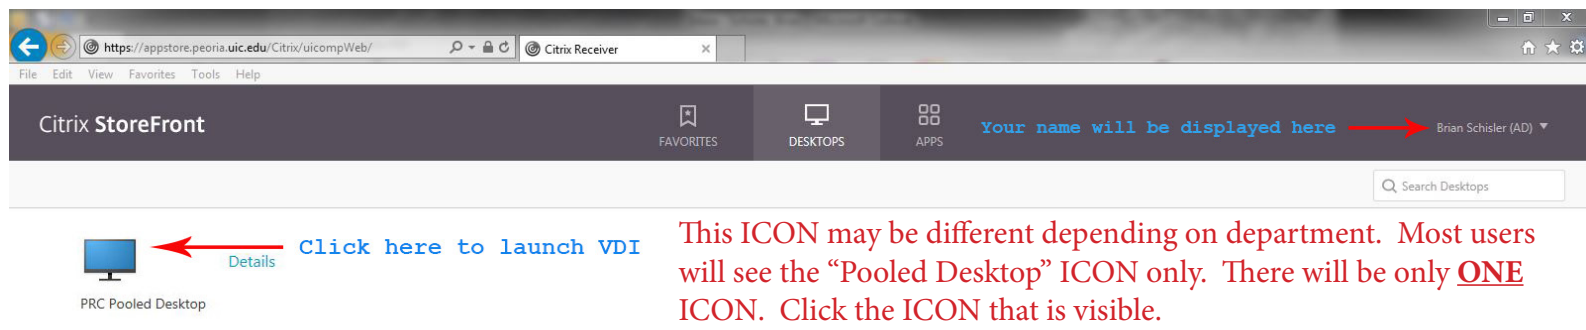 https://appstore.peoria.uic.edu/Citrix/uicompWeb/
Citrix Receiver
File Edit View Favorites Tools Help
Citrix StoreFront
FAVORITES
DESKTOPS
APPS
Your name will be displayed here
Brian Schisler (AD)
Search Desktops
Click here to launch VDI
Details
PRC Pooled Desktop
This ICON may be different depending on department. Most users
will see the “Pooled Desktop” ICON only. There will be only ONE
ICON. Click the ICON that is visible.